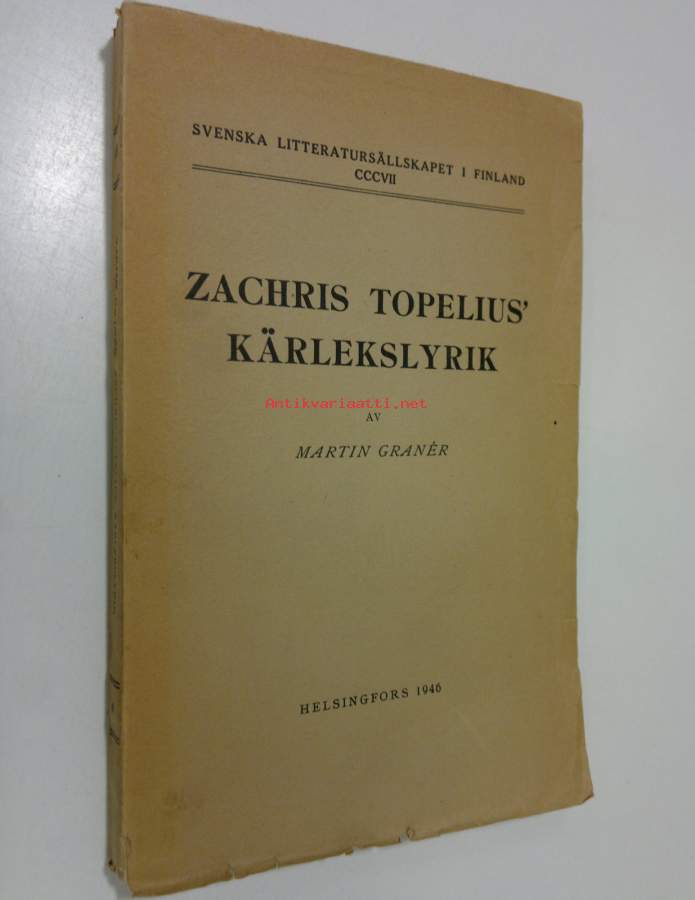 SVENSKA LITTERATURSÄLLSKAPET I FINLAND
CCCVII
ZACHRIS TOPELIUS'
KÄRLEKSLYRIK
Antikvariaatti.net
AV
MARTIN GRANÉR
HELSINGFORS 1946